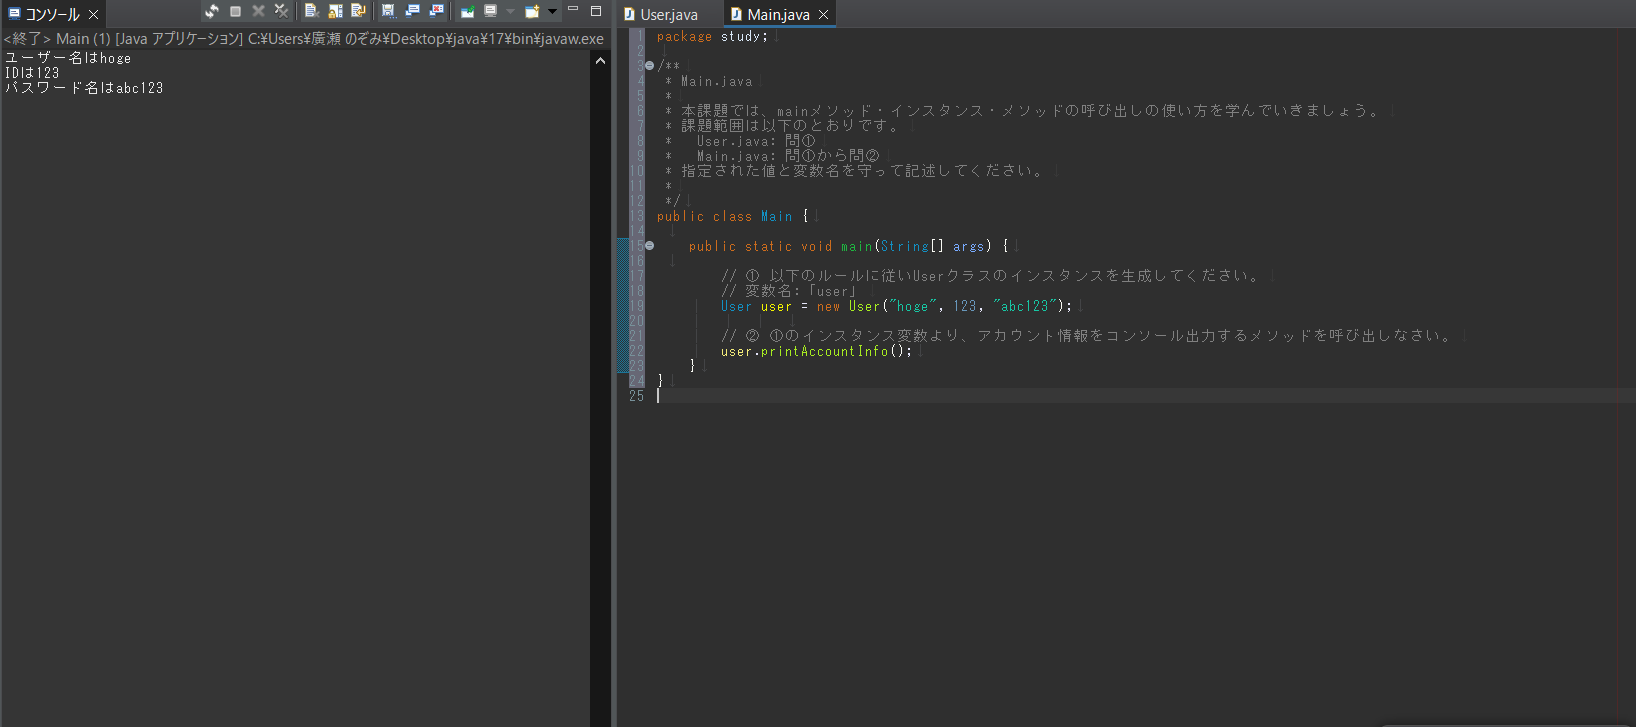 コンソール
<終了> Main (1) [Java アプリケーション] C:¥Users¥廣瀬 のぞみ¥Desktop¥java¥17¥bin¥javaw.exe
ユーザー名はhoge
IDは123
パスワード名はabc123
User.java
Main.java
1 package study;
2
3 /**
4 * Main.java
5 *
6 * 本課題では、mainメソッド・インスタンス・メソッドの呼び出しの使い方を学んでいきましょう。
7 * 課題範囲は以下のとおりです。
8 * User.java: 問①
9 * Main.java: 問①から問②
10 * 指定された値と変数名を守って記述してください。
11 *
12 */
13 public class Main {
14
15 public static void main(String[] args) {
16
17 // ① 以下のルールに従いUserクラスのインスタンスを生成してください。
18 // 変数名:「user」
19 User user = new User("hoge", 123, "abc123");
20
21 // ② ①のインスタンス変数より、アカウント情報をコンソール出力するメソッドを呼び出しなさい。
22 user.printAccountInfo();
23 }
24 }
25